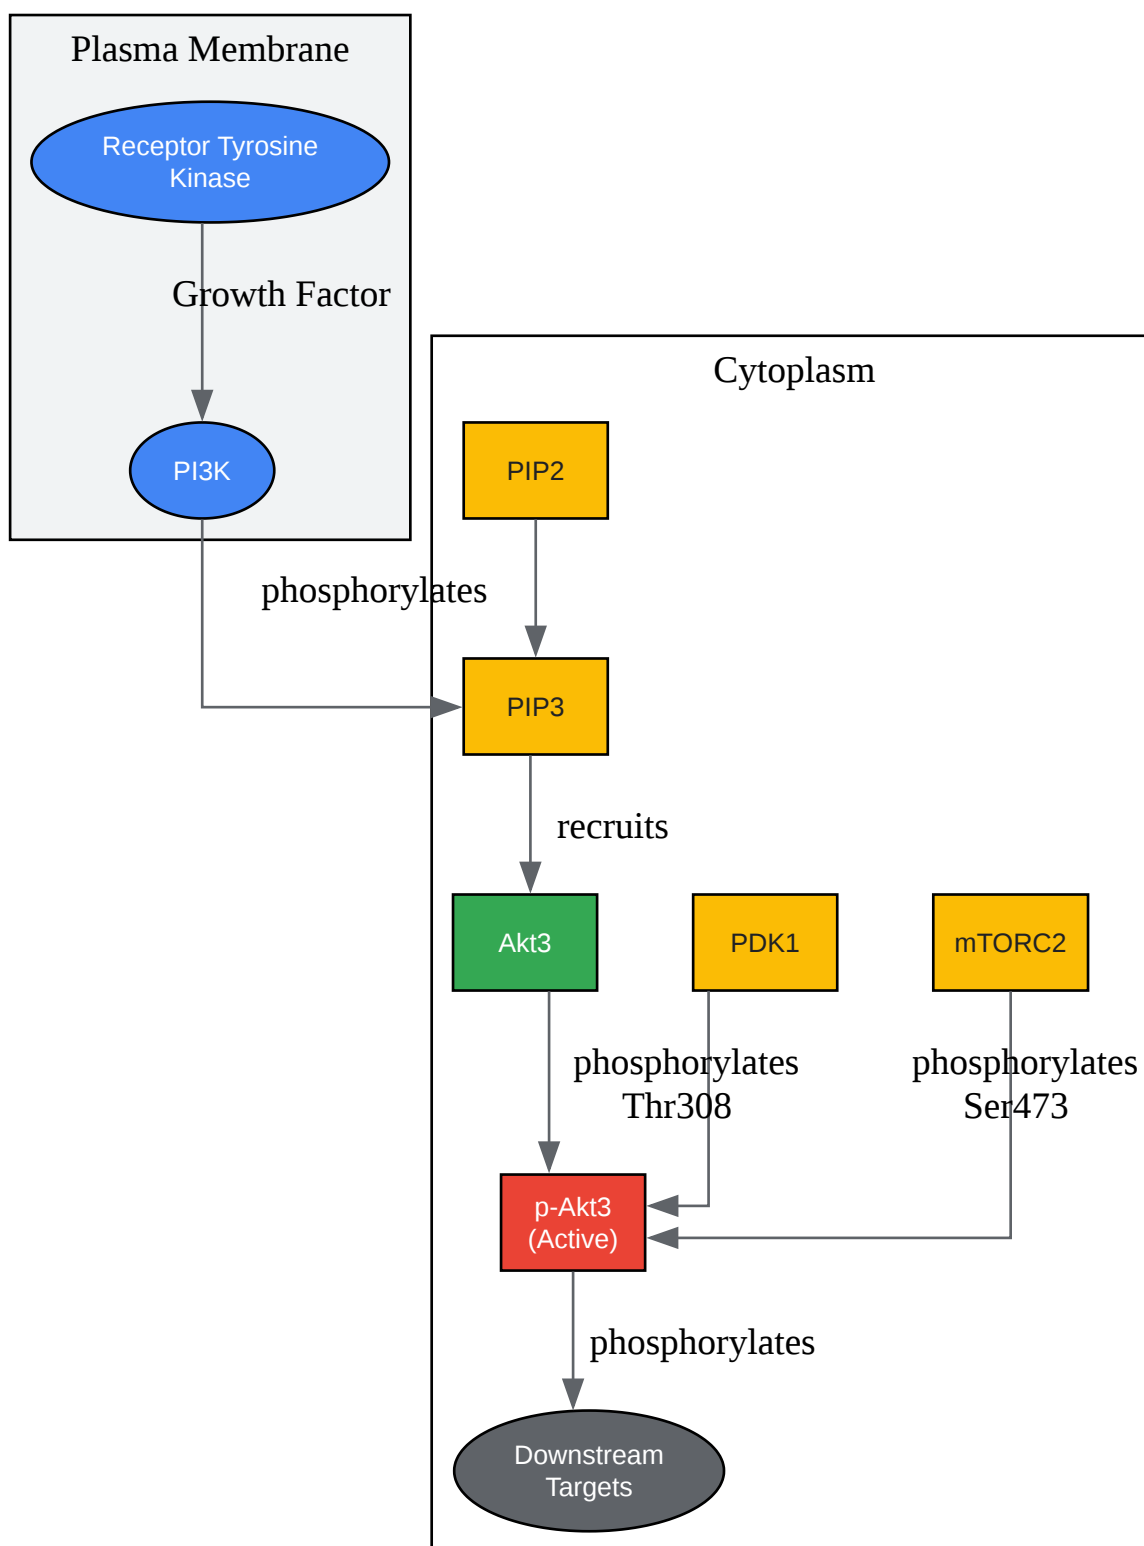 Plasma Membrane
Receptor Tyrosine
Kinase
Growth Factor
Cytoplasm
PI3K
PIP2
phosphorylates
PIP3
recruits
Akt3
PDK1
mTORC2
phosphorylates
Thr308
phosphorylates
Ser473
p-Akt3
(Active)
phosphorylates
Downstream
Targets